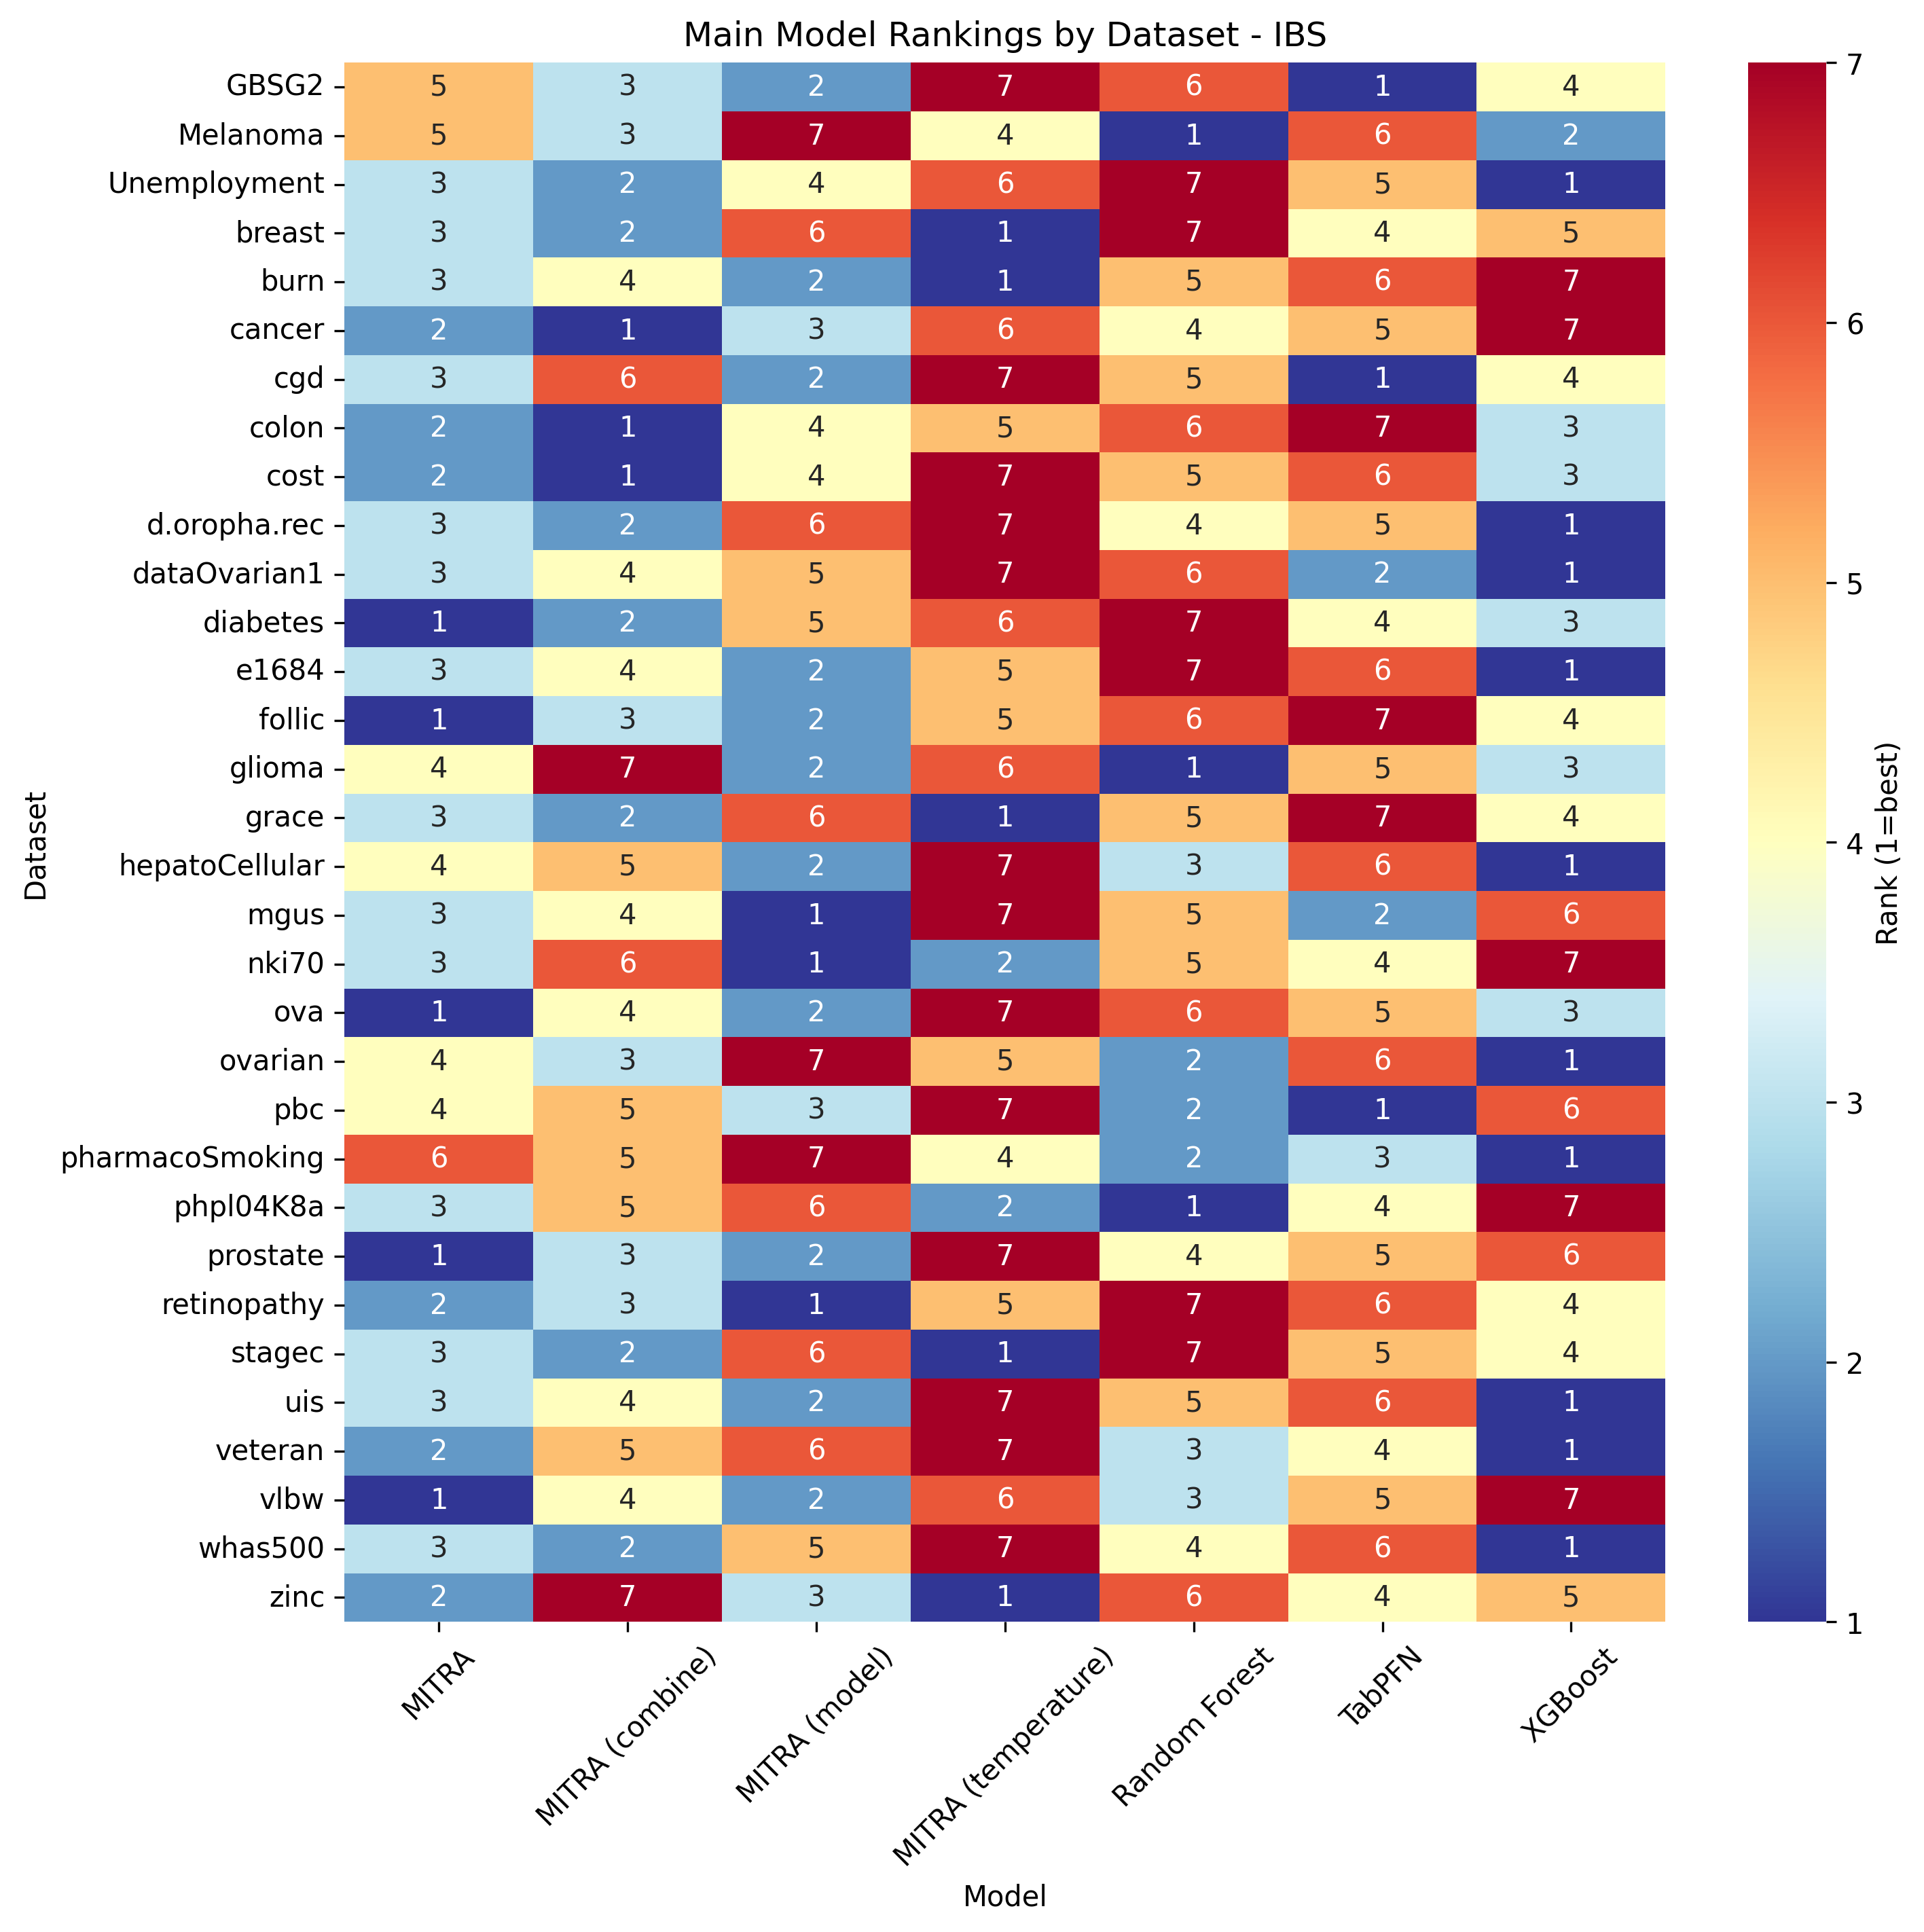 Main Model Rankings by Dataset - IBS
GBSG2 5 3 2 7 6 1 4
Melanoma 5 3 7 4 1 6 2
Unemployment 3 2 4 6 7 5 1
breast 3 2 6 1 7 4 5
burn 3 4 2 1 5 6 7
cancer 2 1 3 6 4 5 7
cgd 3 6 2 7 5 1 4
colon 2 1 4 5 6 7 3
cost 2 1 4 7 5 6 3
d.oropha.rec 3 2 6 7 4 5 1
dataOvarian1 3 4 5 7 6 2 1
diabetes 1 2 5 6 7 4 3
e1684 3 4 2 5 7 6 1
follic 1 3 2 5 6 7 4
glioma 4 7 2 6 1 5 3
grace 3 2 6 1 5 7 4
hepatoCellular 4 5 2 7 3 6 1
mgus 3 4 1 7 5 2 6
nki70 3 6 1 2 5 4 7
ova 1 4 2 7 6 5 3
ovarian 4 3 7 5 2 6 1
pbc 4 5 3 7 2 1 6
pharmacoSmoking 6 5 7 4 2 3 1
phpl04K8a 3 5 6 2 1 4 7
prostate 1 3 2 7 4 5 6
retinopathy 2 3 1 5 7 6 4
stagec 3 2 6 1 7 5 4
uis 3 4 2 7 5 6 1
veteran 2 5 6 7 3 4 1
vlbw 1 4 2 6 3 5 7
whas500 3 2 5 7 4 6 1
zinc 2 7 3 1 6 4 5
MITRA
MITRA (combine)
MITRA (model)
MITRA (temperature)
Random Forest
TabPFN
XGBoost
Model
Dataset
7
6
5
4
3
2
1
Rank (1=best)